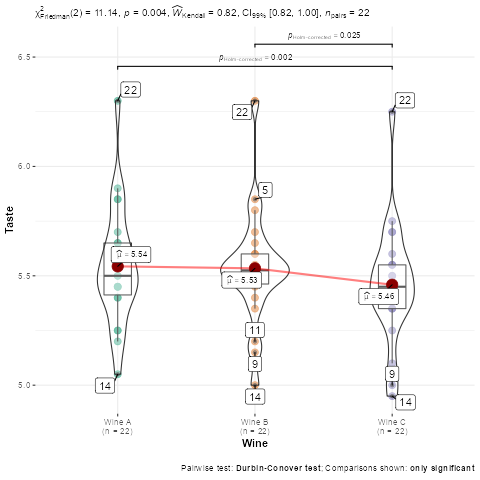 χ²Friedman(2) = 11.14, p = 0.004, ŴKendall = 0.82, CI99% [0.82, 1.00], npairs = 22
pHolm-corrected = 0.025
pHolm-corrected = 0.002
6.5
22
22
22
6.0
5
μ̂ = 5.54
μ̂ = 5.53
μ̂ = 5.46
5.5
11
9
9
5.0
14
14
14
Taste
Wine A
(n = 22)
Wine B
(n = 22)
Wine C
(n = 22)
Wine
Pairwise test: Durbin-Conover test; Comparisons shown: only significant